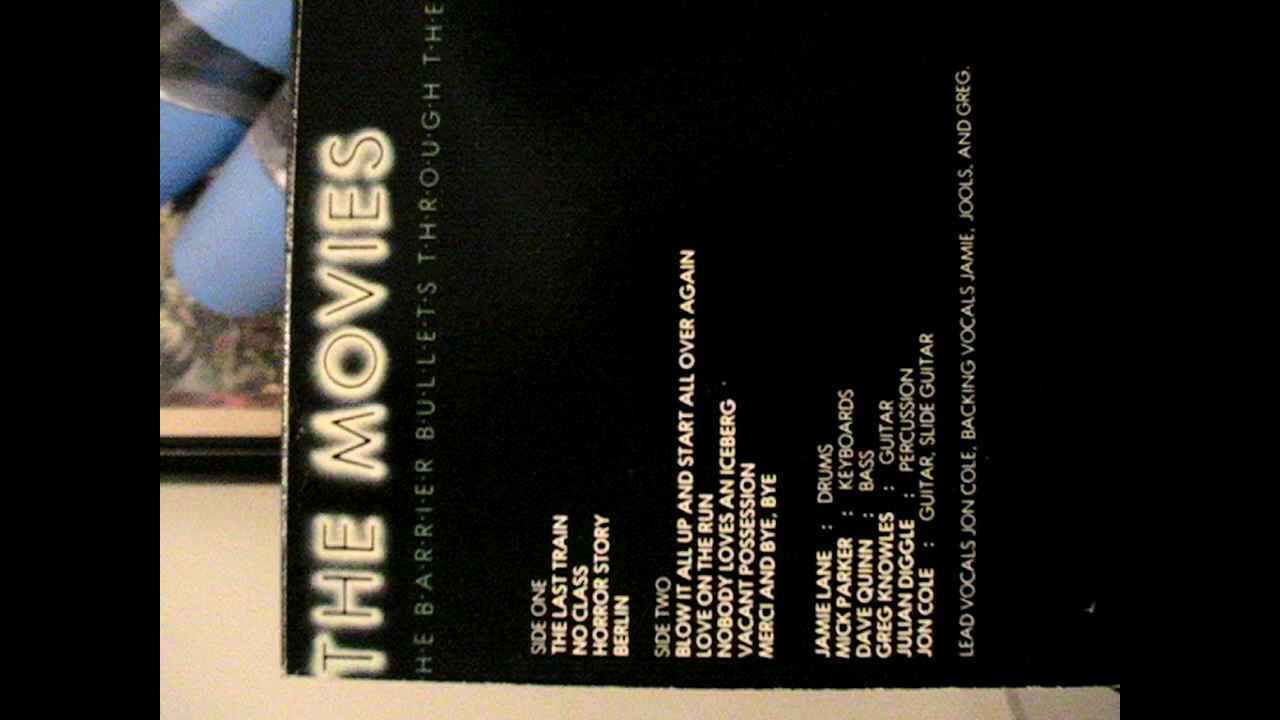 THE MOVIES
HE BARRIER BULLETS THROUGH THE
SIDE ONE
THE LAST TRAIN
NO CLASS
HORROR STORY
BERLIN
SIDE TWO
BLOW IT ALL UP AND START ALL OVER AGAIN
LOVE ON THE RUN
NOBODY LOVES AN ICEBERG
VACANT POSSESSION
MERCI AND BYE, BYE
JAMIE LANE : DRUMS
MICK PARKER : KEYBOARDS
DAVE QUINN : BASS
GREG KNOWLES : GUITAR
JULIAN DIGGLE : PERCUSSION
JON COLE : GUITAR, SLIDE GUITAR
LEAD VOCALS JON COLE, BACKING VOCALS JAMIE, JOOLS, AND GREG.